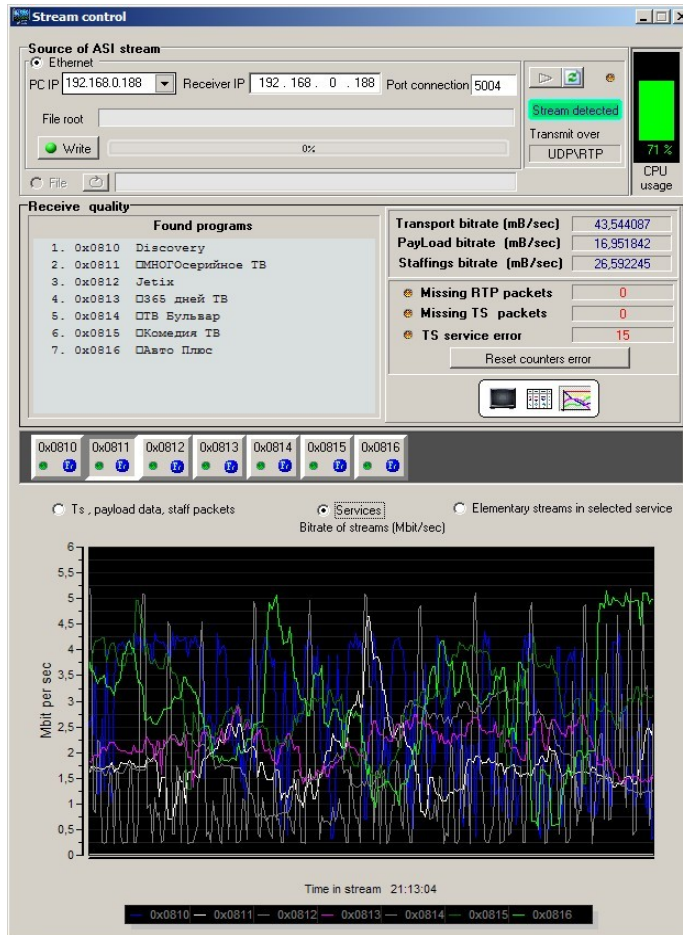 Stream control
Source of ASI stream
Ethernet
PC IP 192.168.0.188 Receiver IP 192 . 168 . 0 . 188 Port connection 5004
File root
Write 0%
File
Stream detected
Transmit over
UDP\RTP
71 %
CPU
usage
Receive quality
Found programs
1. 0x0810 Discovery
2. 0x0811 □МНОГОсерийное ТВ
3. 0x0812 Jetix
4. 0x0813 □365 дней ТВ
5. 0x0814 □ТВ Бульвар
6. 0x0815 □Комедия ТВ
7. 0x0816 □Авто Плюс
Transport bitrate (mB/sec) 43,544087
PayLoad bitrate (mB/sec) 16,951842
Staffings bitrate (mB/sec) 26,592245
Missing RTP packets 0
Missing TS packets 0
TS service error 15
Reset counters error
0x0810 0x0811 0x0812 0x0813 0x0814 0x0815 0x0816
Ts , payload data, staff packets Services Elementary streams in selected service
Bitrate of streams (Mbit/sec)
6
5,5
5
4,5
4
3,5
3
2,5
2
1,5
1
0,5
0
Mbit per sec
Time in stream 21:13:04
0x0810 0x0811 0x0812 0x0813 0x0814 0x0815 0x0816